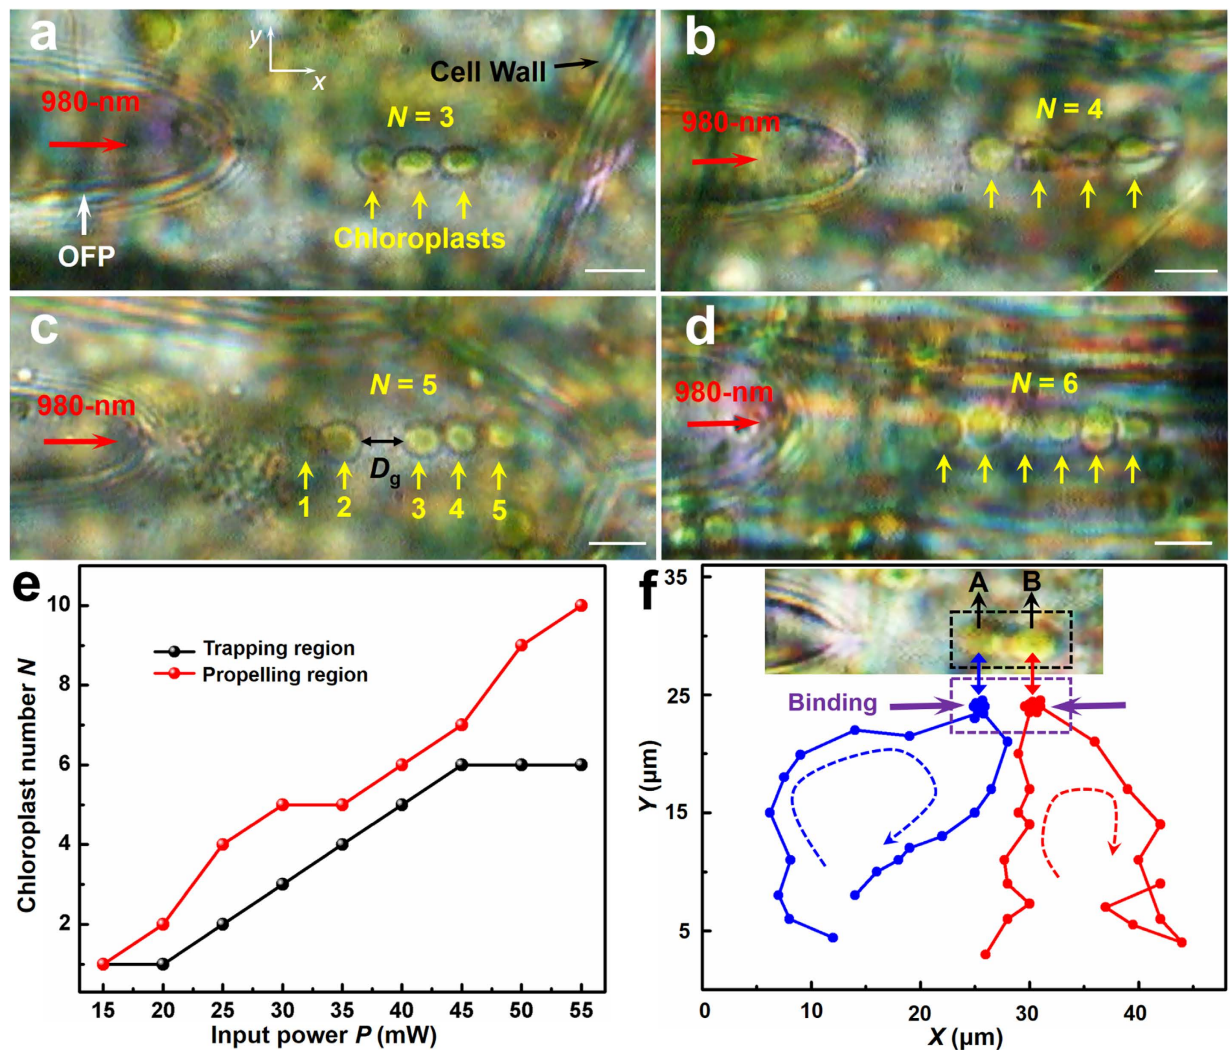 a
y
x
Cell Wall
980-nm
N = 3
Chloroplasts
OFP
b
N = 4
980-nm
c
N = 5
980-nm
Dg
1 2 3 4 5
d
N = 6
980-nm
e
Chloroplast number N
10
8
6
4
2
Trapping region
Propelling region
15 20 25 30 35 40 45 50 55
Input power P (mW)
f
Y (µm)
35
25
15
5
A B
Binding
0 10 20 30 40
X (µm)